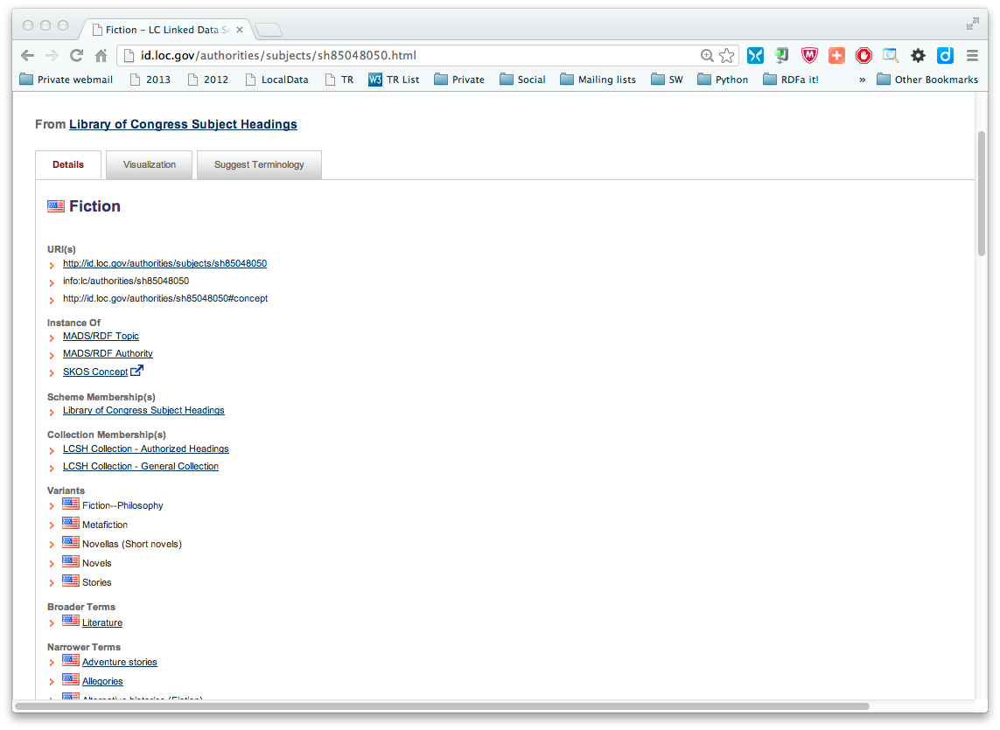 Fiction – LC Linked Data Se
id.loc.gov/authorities/subjects/sh85048050.html
Private webmail 2013 2012 LocalData TR W3 TR List Private Social Mailing lists SW Python RDFa it! » Other Bookmarks
From Library of Congress Subject Headings
Details Visualization Suggest Terminology
Fiction
URI(s)
http://id.loc.gov/authorities/subjects/sh85048050
info:lc/authorities/sh85048050
http://id.loc.gov/authorities/sh85048050#concept
Instance Of
MADS/RDF Topic
MADS/RDF Authority
SKOS Concept
Scheme Membership(s)
Library of Congress Subject Headings
Collection Membership(s)
LCSH Collection - Authorized Headings
LCSH Collection - General Collection
Variants
Fiction--Philosophy
Metafiction
Novellas (Short novels)
Novels
Stories
Broader Terms
Literature
Narrower Terms
Adventure stories
Allegories
Alternative histories (Fiction)